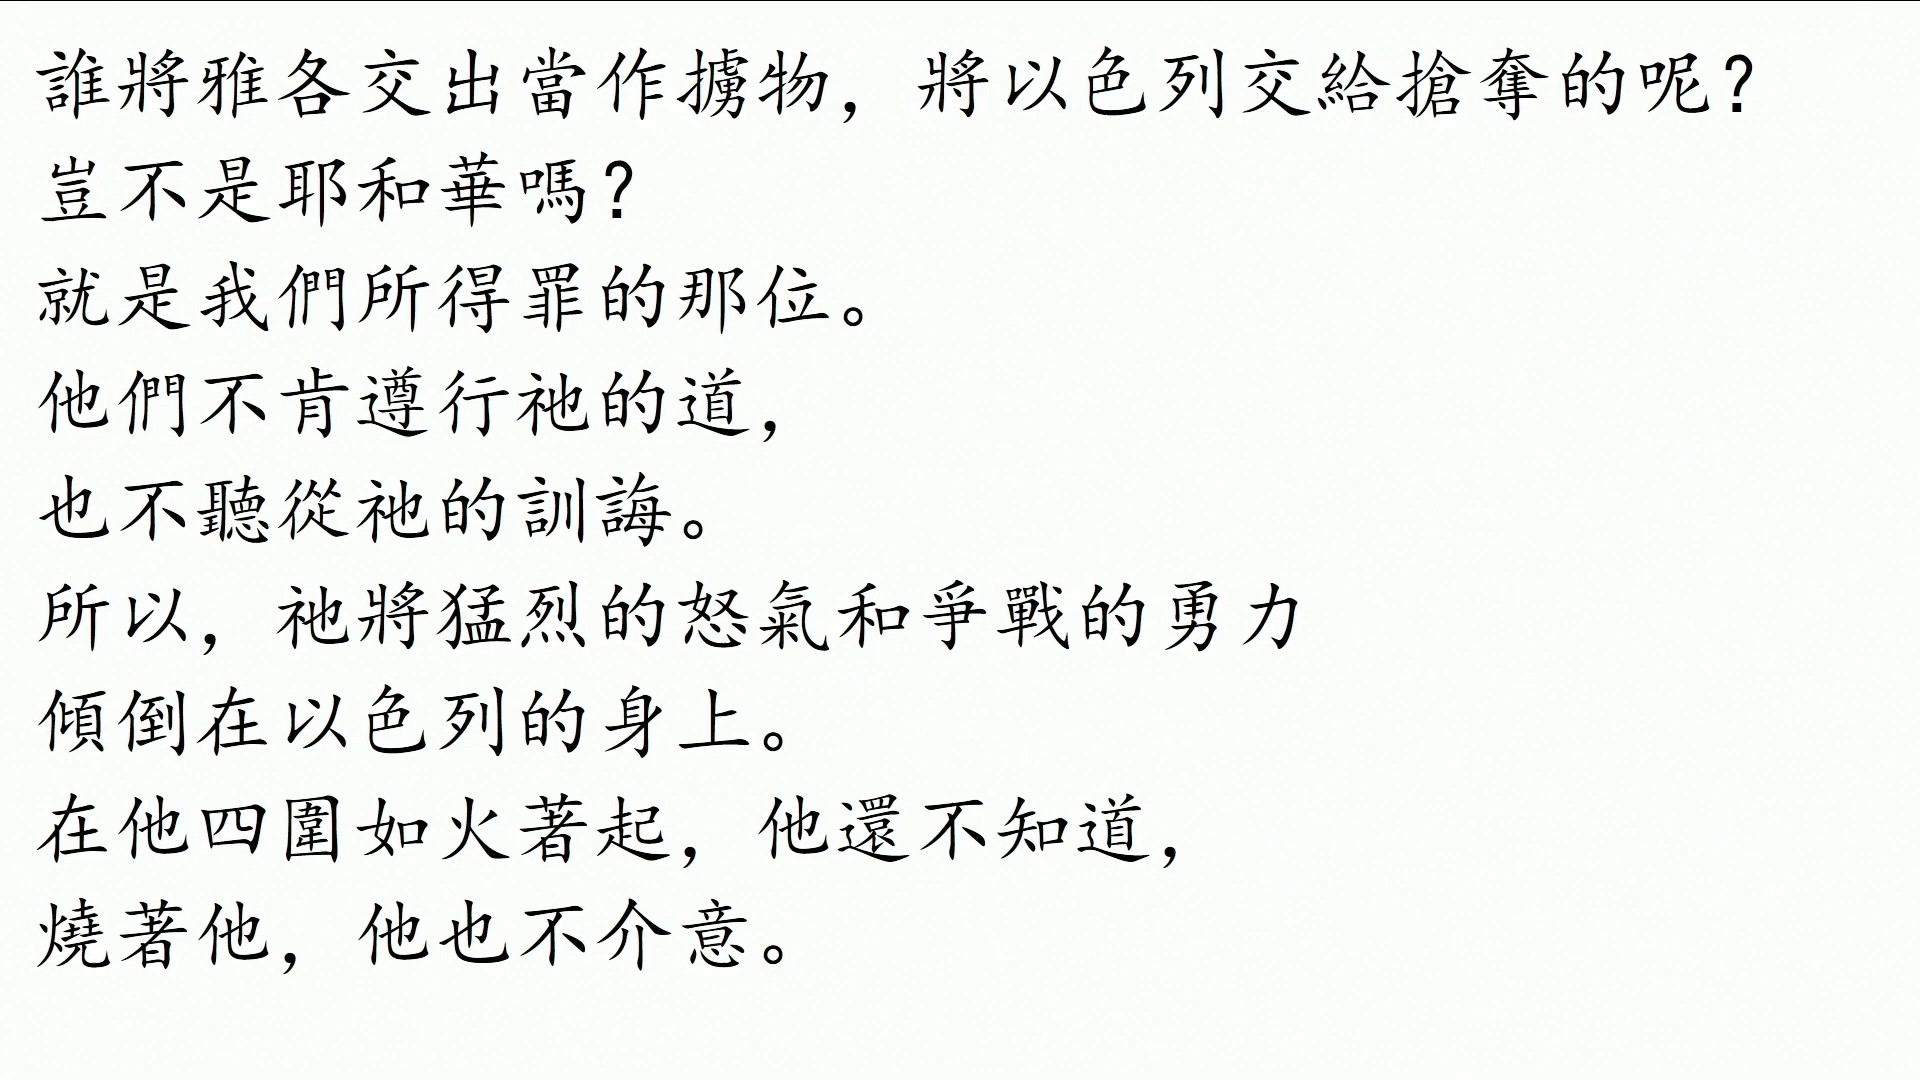 誰將雅各交出當作擄物，將以色列交給搶奪的呢？
豈不是耶和華嗎？
就是我們所得罪的那位。
他們不肯遵行祂的道，
也不聽從祂的訓誨。
所以，祂將猛烈的怒氣和爭戰的勇力
傾倒在以色列的身上。
在他四圍如火著起，他還不知道，
燒著他，他也不介意。